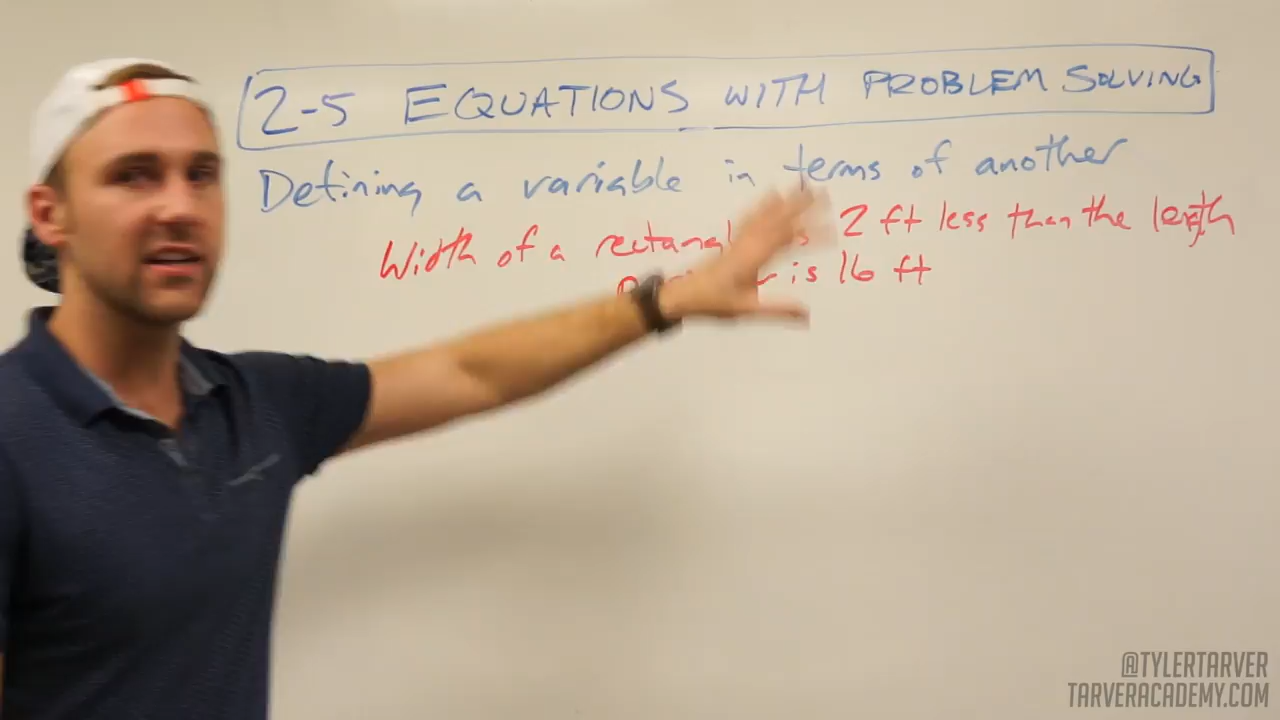 2-5 EQUATIONS WITH PROBLEM SOLVING
Defining a variable in terms of another
Width of a is 2 ft less than the length
is 16 ft
@TYLERTARVER
TARVERACADEMY.COM